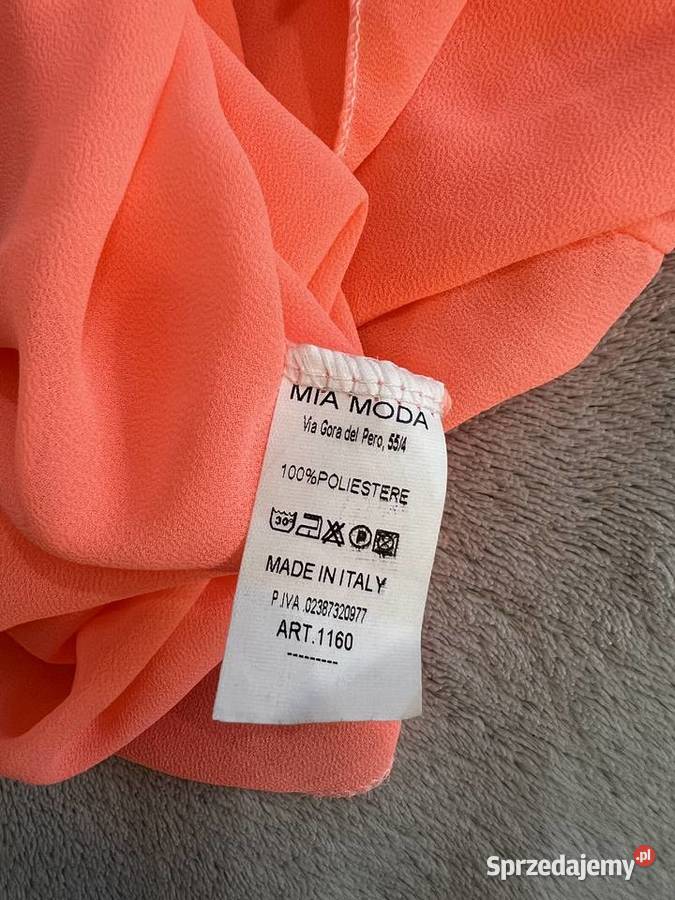 MIA MODA
Via Gora del Pero, 55/4
100%POLIESTERE
30°
P
MADE IN ITALY
P.IVA .02387320977
ART.1160
---------
Sprzedajemy.pl